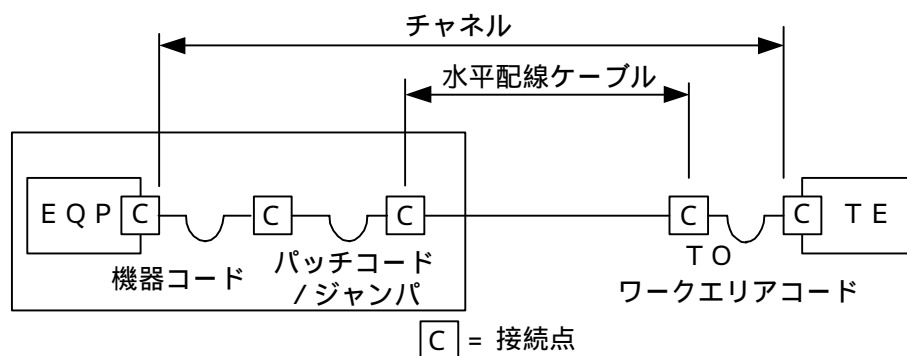 チャネル
水平配線ケーブル
EQP C C C C C TE
TO
機器コード
パッチコード
/ジャンパ
ワークエリアコード
C = 接続点